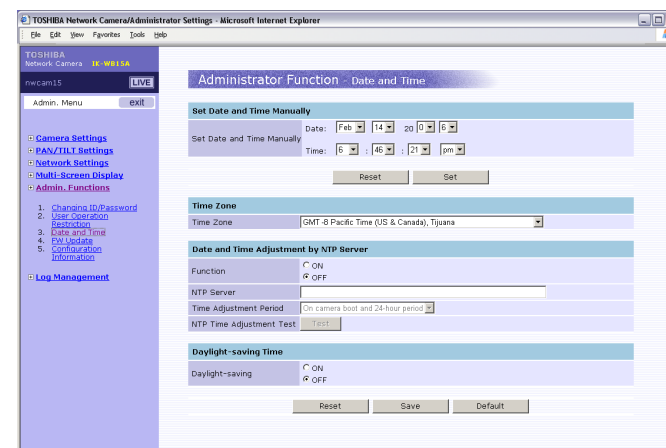 TOSHIBA Network Camera/Administrator Settings - Microsoft Internet Explorer
File Edit View Favorites Tools Help
TOSHIBA
Network Camera IK-WB15A
nwcam15 LIVE
Admin. Menu exit
Camera Settings
PAN/TILT Settings
Network Settings
Multi-Screen Display
Admin. Functions
1. Changing ID/Password
2. User Operation
Restriction
3. Date and Time
4. FW Update
5. Configuration
Information
Log Management
Administrator Function - Date and Time
Set Date and Time Manually
Set Date and Time Manually
Date: Feb 14 20 0 6
Time: 6 : 46 : 21 pm
Reset Set
Time Zone
Time Zone GMT -8 Pacific Time (US & Canada), Tijuana
Date and Time Adjustment by NTP Server
Function
ON
OFF
NTP Server
Time Adjustment Period On camera boot and 24-hour period
NTP Time Adjustment Test Test
Daylight-saving Time
Daylight-saving
ON
OFF
Reset Save Default